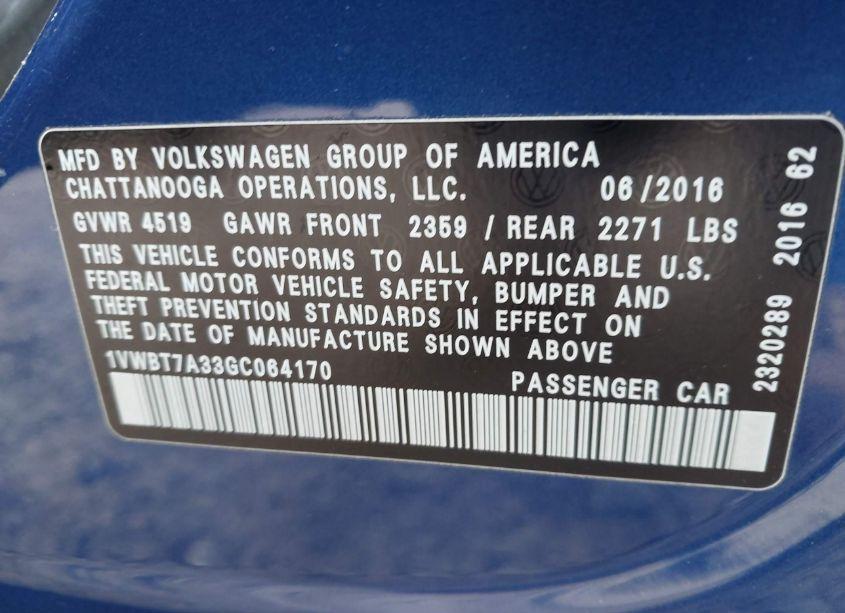 MFD BY VOLKSWAGEN GROUP OF AMERICA
CHATTANOOGA OPERATIONS, LLC. 06/2016
GVWR 4519 GAWR FRONT 2359 / REAR 2271 LBS
THIS VEHICLE CONFORMS TO ALL APPLICABLE U.S.
FEDERAL MOTOR VEHICLE SAFETY, BUMPER AND
THEFT PREVENTION STANDARDS IN EFFECT ON
THE DATE OF MANUFACTURE SHOWN ABOVE
1VWBT7A33GC064170
PASSENGER CAR
2320289 2016 62